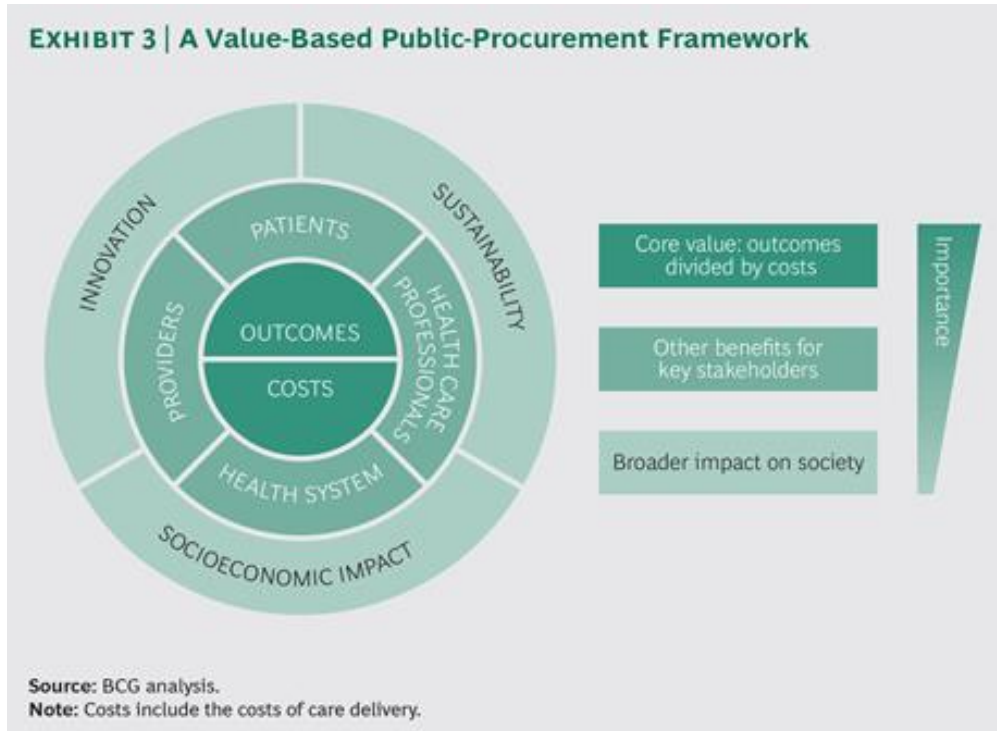 EXHIBIT 3 | A Value-Based Public-Procurement Framework
INNOVATION
SUSTAINABILITY
PATIENTS
PROVIDERS
HEALTH CARE
PROFESSIONALS
OUTCOMES
COSTS
HEALTH SYSTEM
SOCIOECONOMIC IMPACT
Core value: outcomes
divided by costs
Other benefits for
key stakeholders
Broader impact on society
Importance
Source: BCG analysis.
Note: Costs include the costs of care delivery.